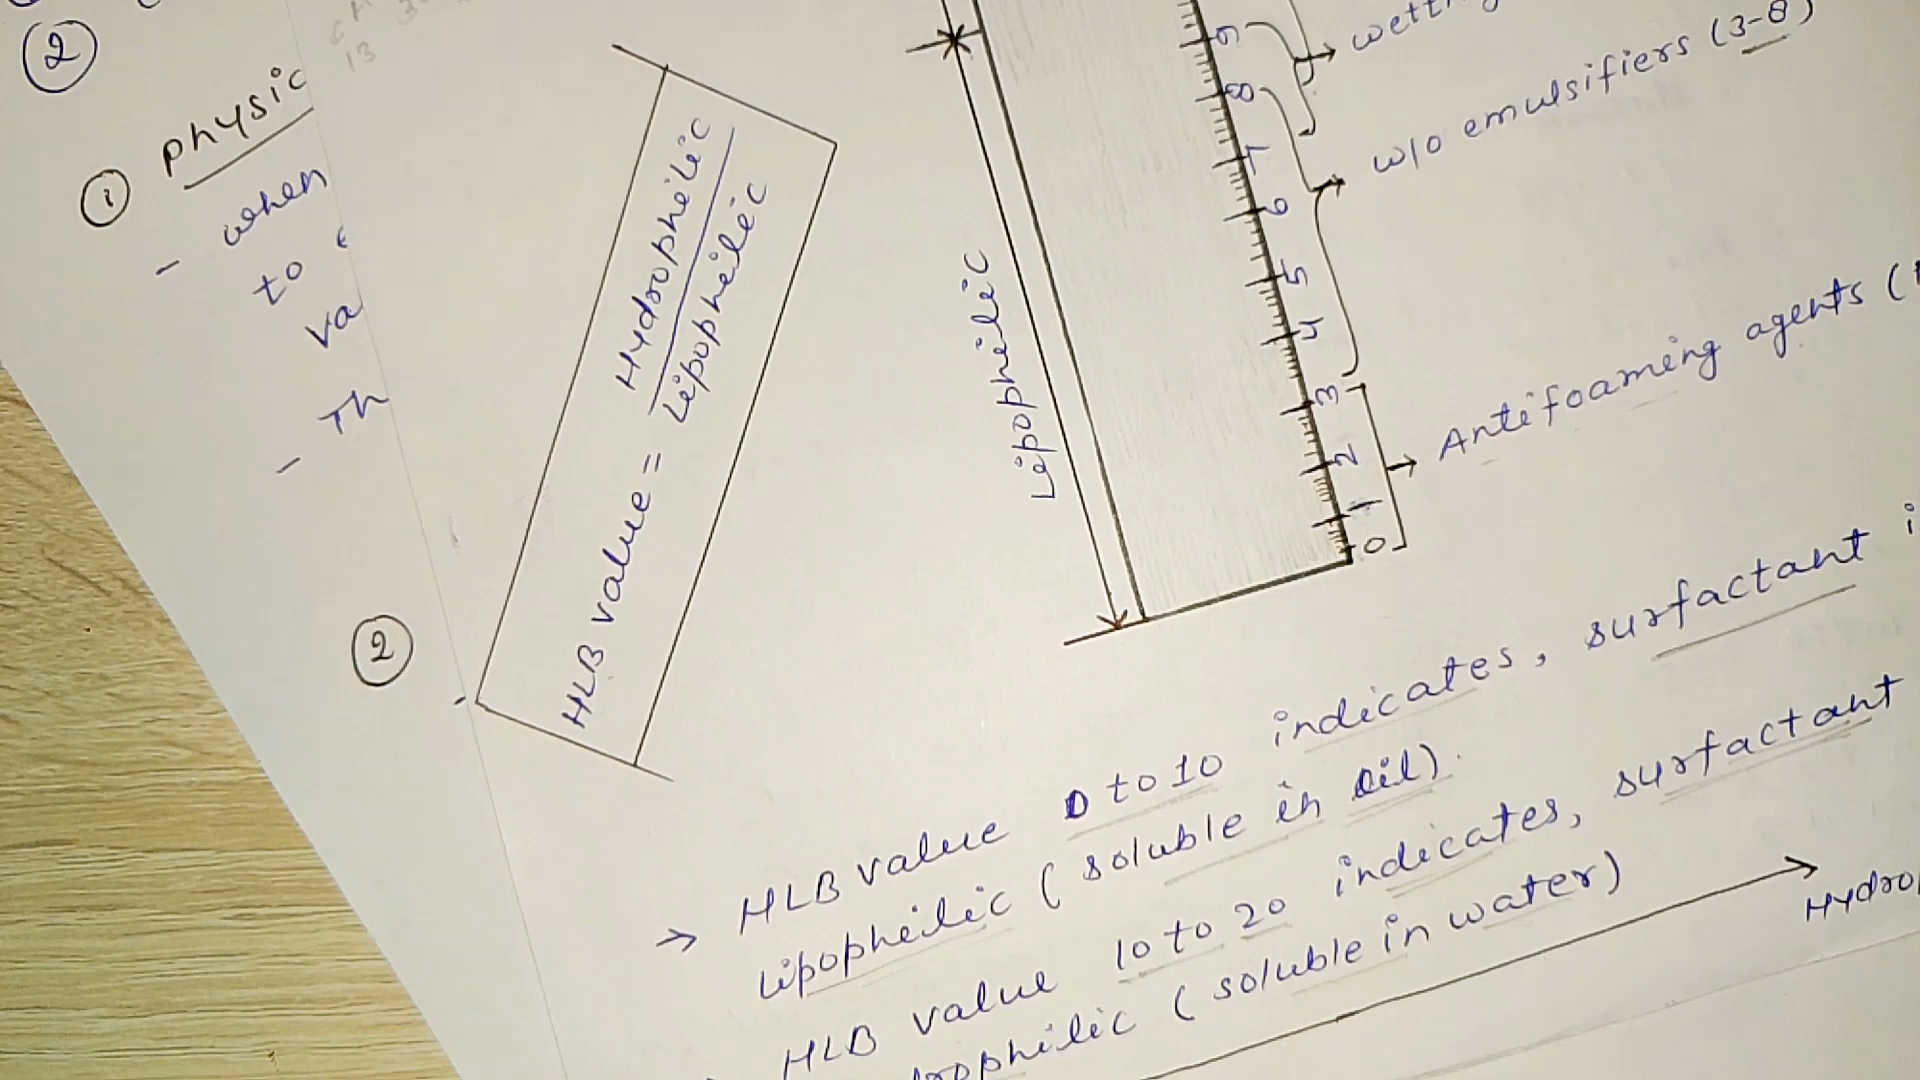 2
1 physic
- when
to
va
- Th
2
HLB value = Hydrophilic
Lipophilic
Lipophilic
9
8
7
6
5
4
3
2
1
0
w/o emulsifiers (3-8)
Antifoaming agents (
→ HLB value 0 to 10 indicates, surfactant i
Lipophilic (soluble in oil).
HLB value 10 to 20 indicates, surfactant
(soluble in water)